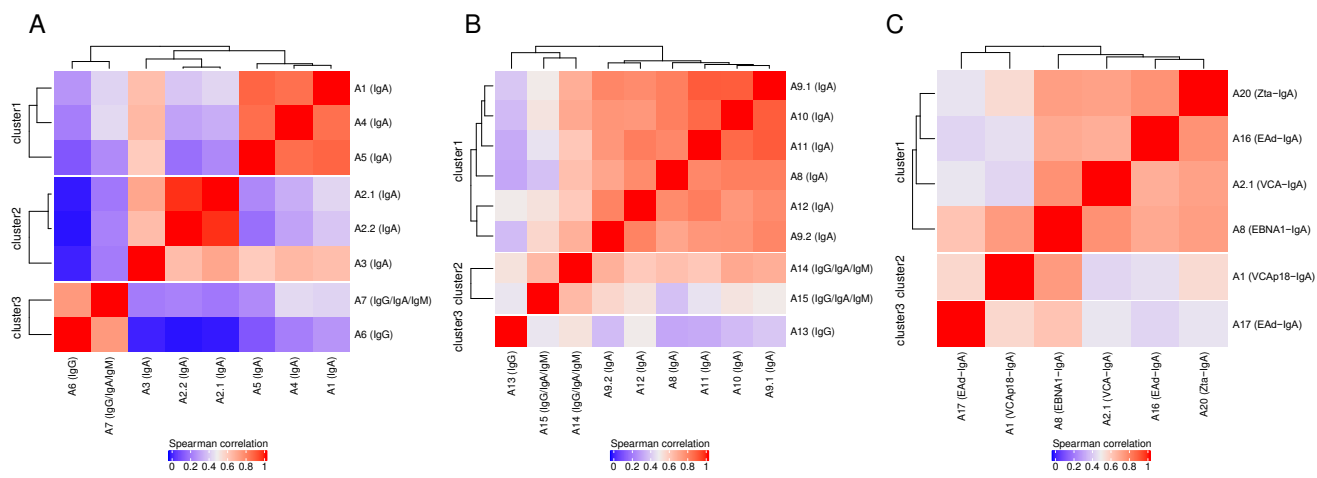 A
cluster1
cluster2
cluster3
A1 (IgA)
A4 (IgA)
A5 (IgA)
A2.1 (IgA)
A2.2 (IgA)
A3 (IgA)
A7 (IgG/IgA/IgM)
A6 (IgG)
A6 (IgG)
A7 (IgG/IgA/IgM)
A3 (IgA)
A2.2 (IgA)
A2.1 (IgA)
A5 (IgA)
A4 (IgA)
A1 (IgA)
Spearman correlation
0 0.2 0.4 0.6 0.8 1
B
cluster1
cluster2
cluster3
A9.1 (IgA)
A10 (IgA)
A11 (IgA)
A8 (IgA)
A12 (IgA)
A9.2 (IgA)
A14 (IgG/IgA/IgM)
A15 (IgG/IgA/IgM)
A13 (IgG)
A13 (IgG)
A15 (IgG/IgA/IgM)
A14 (IgG/IgA/IgM)
A9.2 (IgA)
A12 (IgA)
A8 (IgA)
A11 (IgA)
A10 (IgA)
A9.1 (IgA)
Spearman correlation
0 0.2 0.4 0.6 0.8 1
C
cluster1
cluster2
cluster3
A20 (Zta−IgA)
A16 (EAd−IgA)
A2.1 (VCA−IgA)
A8 (EBNA1−IgA)
A1 (VCAp18−IgA)
A17 (EAd−IgA)
A17 (EAd−IgA)
A1 (VCAp18−IgA)
A8 (EBNA1−IgA)
A2.1 (VCA−IgA)
A16 (EAd−IgA)
A20 (Zta−IgA)
Spearman correlation
0 0.2 0.4 0.6 0.8 1